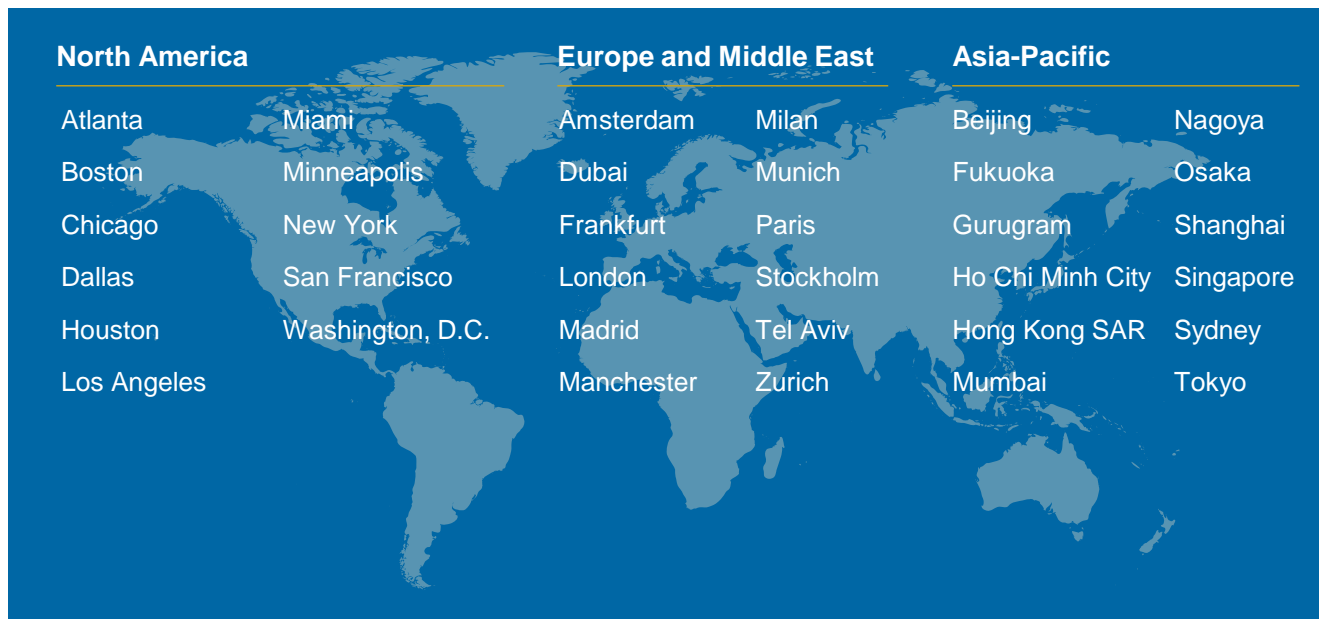 North America
Atlanta
Boston
Chicago
Dallas
Houston
Los Angeles
Miami
Minneapolis
New York
San Francisco
Washington, D.C.
Europe and Middle East
Amsterdam
Dubai
Frankfurt
London
Madrid
Manchester
Milan
Munich
Paris
Stockholm
Tel Aviv
Zurich
Asia-Pacific
Beijing
Fukuoka
Gurugram
Ho Chi Minh City
Hong Kong SAR
Mumbai
Nagoya
Osaka
Shanghai
Singapore
Sydney
Tokyo